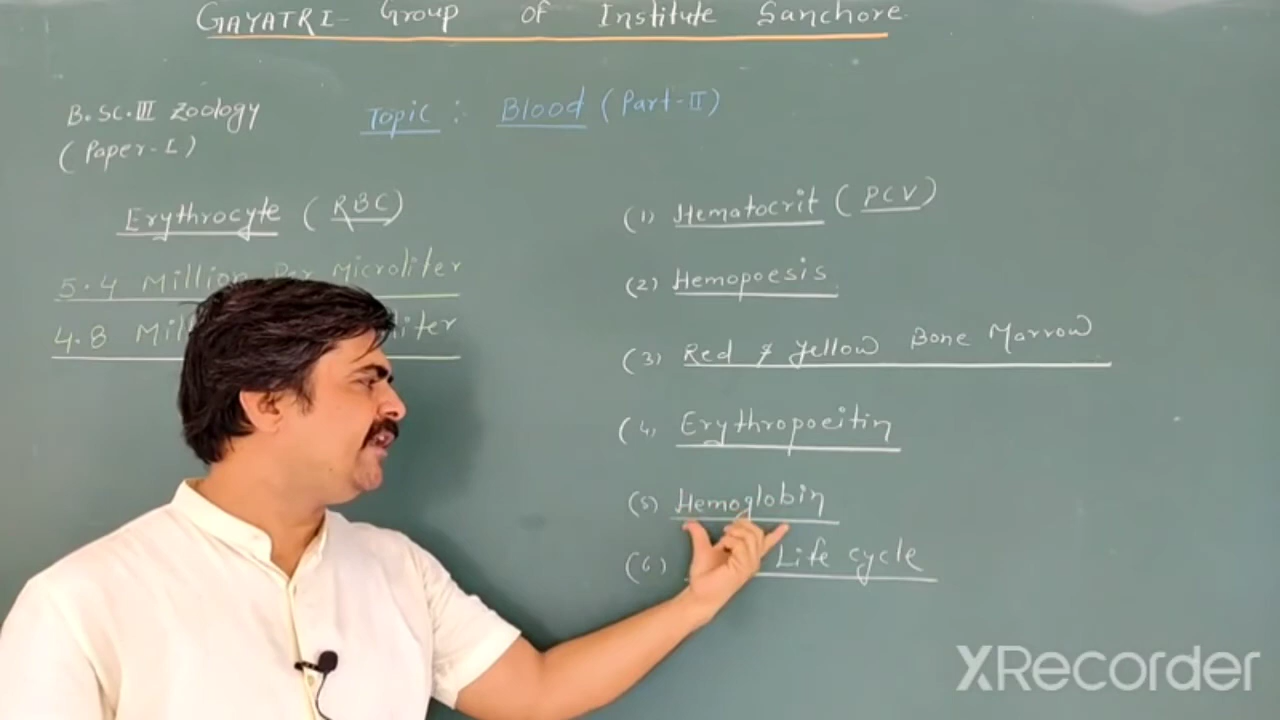 GAYATRI- Group of Institute Sanchore.
B.SC.III Zoology
(Paper-I)
Topic : Blood (Part-II)
Erythrocyte (RBC)
5.4 Million Per Microliter
4.8 liter
(1) Hematocrit (PCV)
(2) Hemopoesis
(3) Red & Yellow Bone Marrow
(4) Erythropoeitin
(5) Hemoglobin
(6) Life cycle
XRecorder